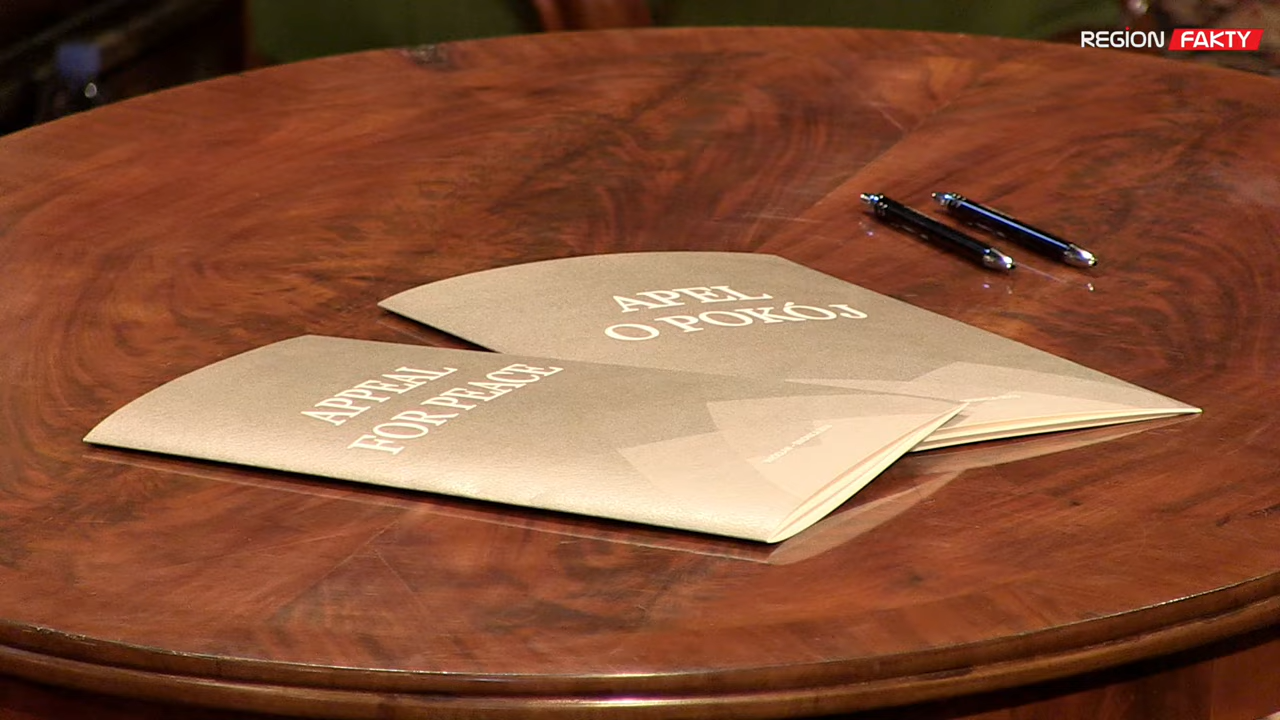 REGION FAKTY
APEL
O POKÓJ
APPEAL
FOR PEACE